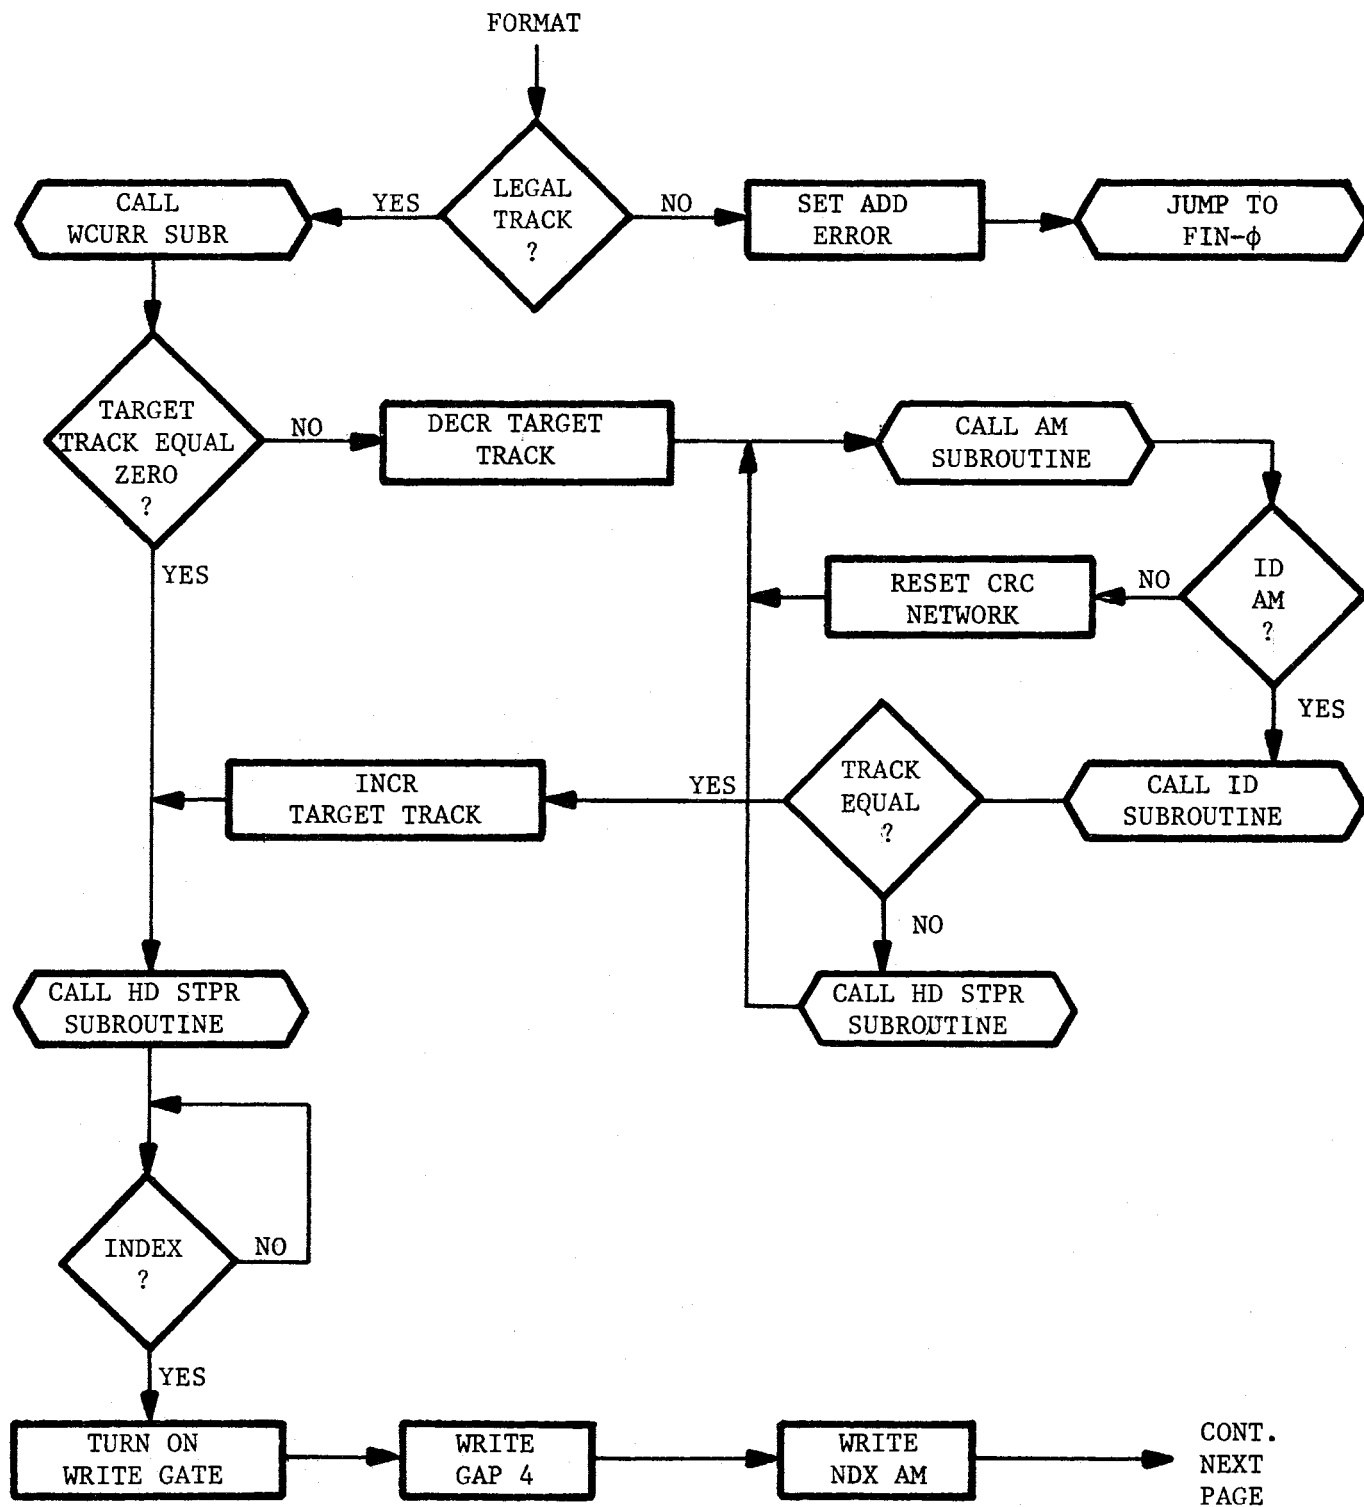 FORMAT
LEGAL
TRACK
?
YES
NO
CALL
WCURR SUBR
SET ADD
ERROR
JUMP TO
FIN-ϕ
TARGET
TRACK EQUAL
ZERO
?
NO
YES
DECR TARGET
TRACK
CALL AM
SUBROUTINE
ID
AM
?
NO
YES
RESET CRC
NETWORK
CALL ID
SUBROUTINE
TRACK
EQUAL
?
YES
NO
INCR
TARGET TRACK
CALL HD STPR
SUBROUTINE
CALL HD STPR
SUBROUTINE
INDEX
?
NO
YES
TURN ON
WRITE GATE
WRITE
GAP 4
WRITE
NDX AM
CONT.
NEXT
PAGE